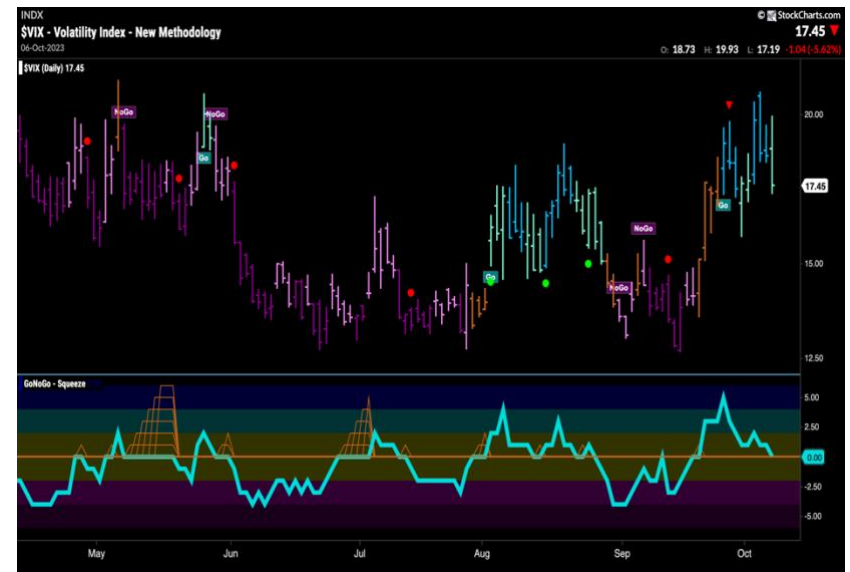 INDX
© StockCharts.com
$VIX - Volatility Index - New Methodology
17.45
06-Oct-2023
O: 18.73 H: 19.93 L: 17.19 -1.04 (-5.62%)
$VIX (Daily) 17.45
NoGo
NoGo
Go
20.00
17.45
Go
NoGo
Go
NoGo
15.00
12.50
GoNoGo - Squeeze
5.00
2.50
0.00
-2.50
-5.00
May Jun Jul Aug Sep Oct